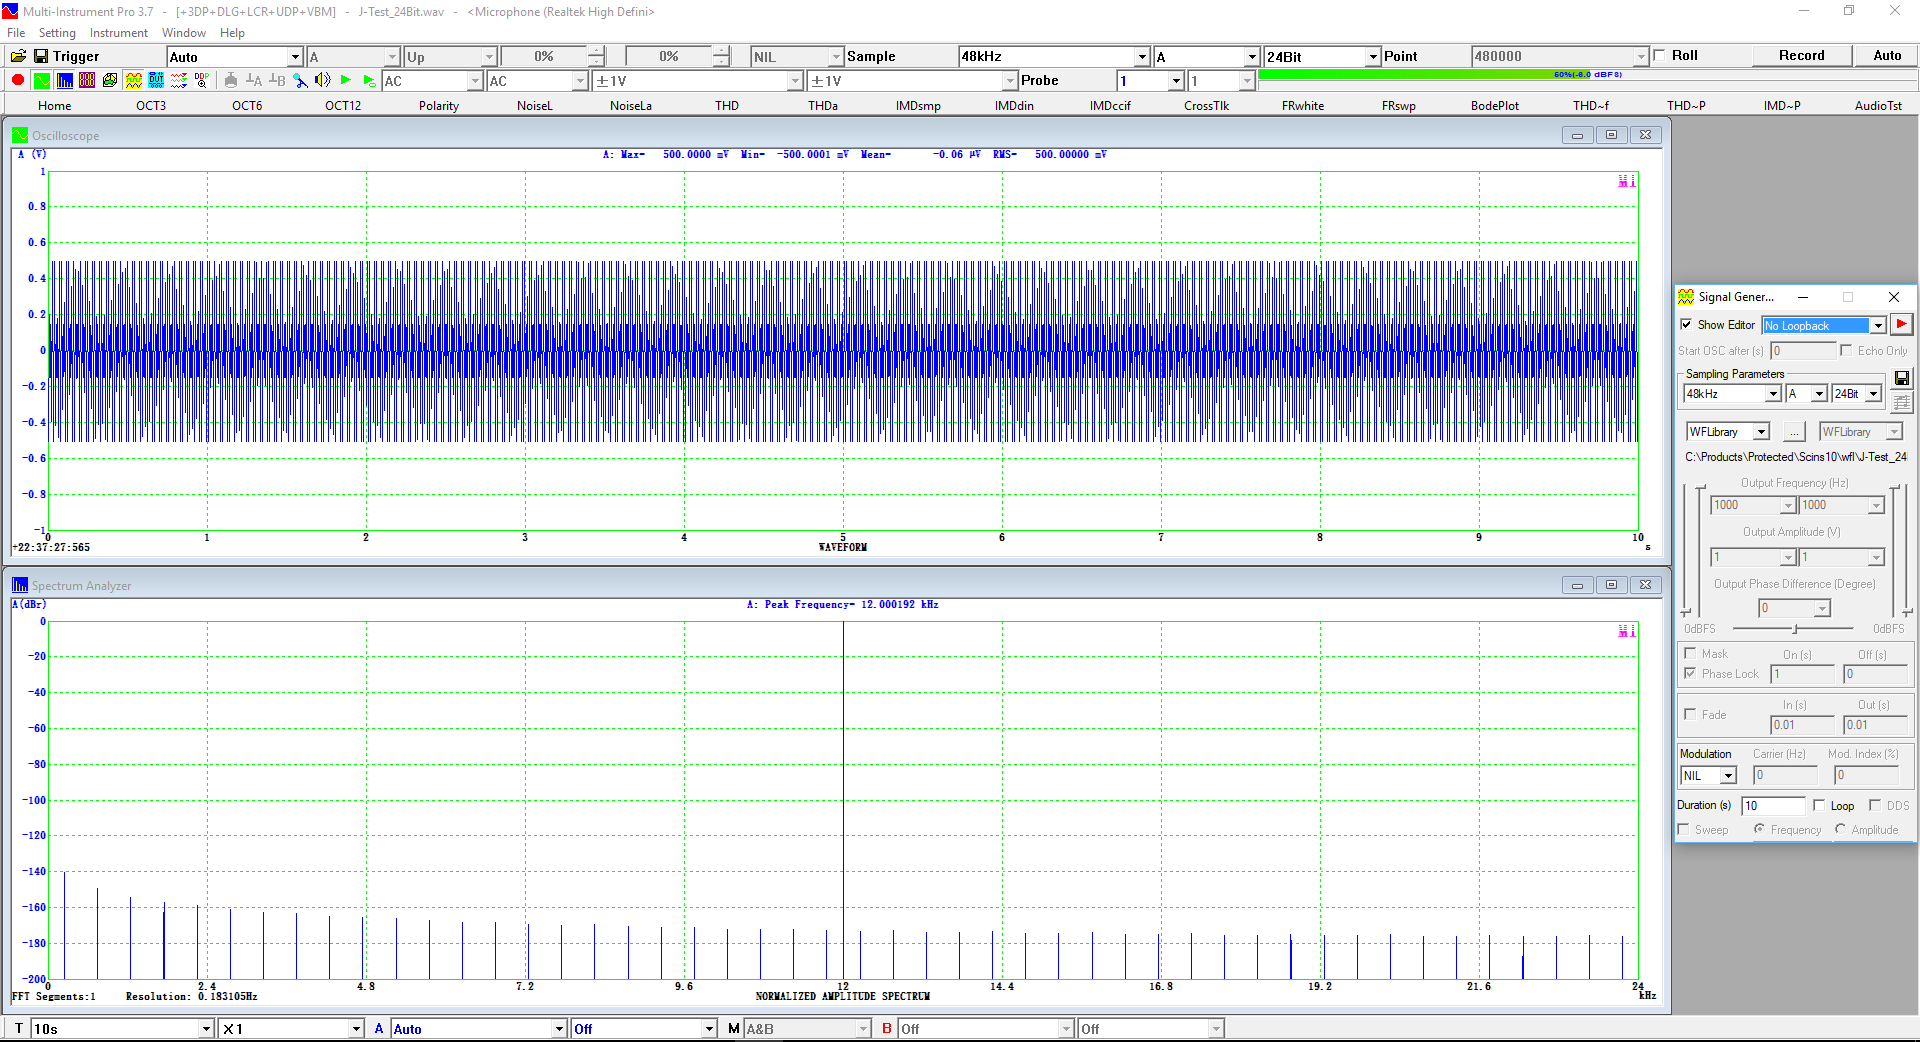 Multi-Instrument Pro 3.7 - [+3DP+DLG+LCR+UDP+VBM] - J-Test_24Bit.wav - <Microphone (Realtek High Defini>
File Setting Instrument Window Help
Trigger Auto A Up 0% 0% NIL Sample 48kHz A 24Bit Point 480000 Roll Record Auto
AC AC ±1V ±1V Probe 1 1 60%(-6.0 dBFS)
Home OCT3 OCT6 OCT12 Polarity NoiseL NoiseLa THD THDa IMDsmp IMDdin IMDccif CrossTlk FRwhite FRswp BodePlot THD~f THD~P IMD~P AudioTst
Oscilloscope
A (V) A: Max= 500.0000 mV Min= -500.0001 mV Mean= -0.06 µV RMS= 500.00000 mV
1
0.8
0.6
0.4
0.2
0
-0.2
-0.4
-0.6
-0.8
-1
0 1 2 3 4 5 6 7 8 9 10
+22:37:27:565 WAVEFORM s
Spectrum Analyzer
A(dBr) A: Peak Frequency= 12.000192 kHz
0
-20
-40
-60
-80
-100
-120
-140
-160
-180
-200
0 2.4 4.8 7.2 9.6 12 14.4 16.8 19.2 21.6 24
FFT Segments:1 Resolution: 0.183105Hz NORMALIZED AMPLITUDE SPECTRUM kHz
T 10s X1 A Auto Off M A&B B Off Off
Signal Gener...
Show Editor No Loopback
Start OSC after (s) 0 Echo Only
Sampling Parameters
48kHz A 24Bit
WFLibrary ... WFLibrary
C:\Products\Protected\Scins10\wfl\J-Test_24
Output Frequency (Hz)
1000 1000
Output Amplitude (V)
1 1
Output Phase Difference (Degree)
0
0dBFS 0dBFS
Mask On (s) Off (s)
Phase Lock 1 0
In (s) Out (s)
Fade 0.01 0.01
Modulation Carrier (Hz) Mod. Index (%)
NIL 0 0
Duration (s) 10 Loop DDS
Sweep Frequency Amplitude